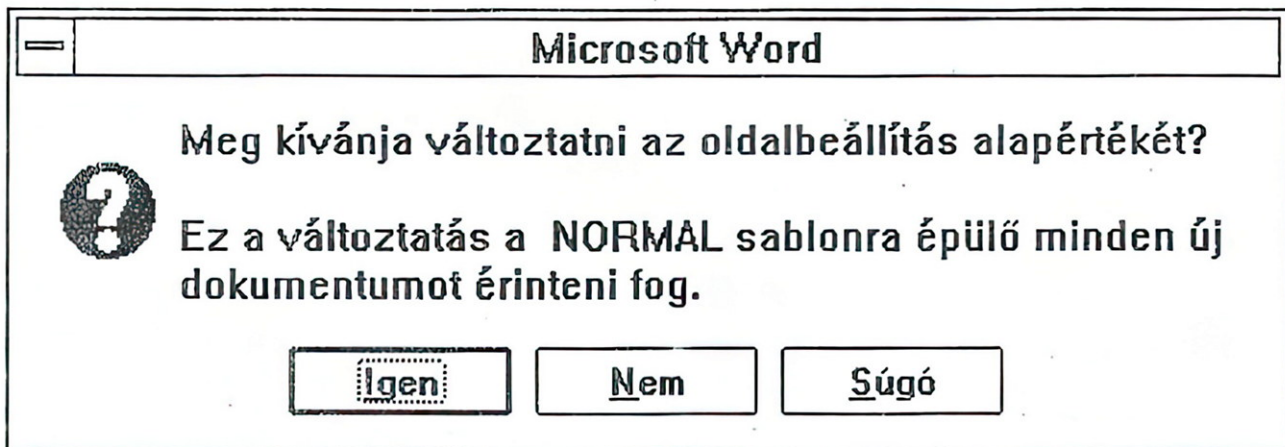 Microsoft Word
Meg kívánja változtatni az oldalbeállítás alapértékét?
Ez a változtatás a NORMAL sablonra épülő minden új
dokumentumot érinteni fog.
Igen
Nem
Súgó